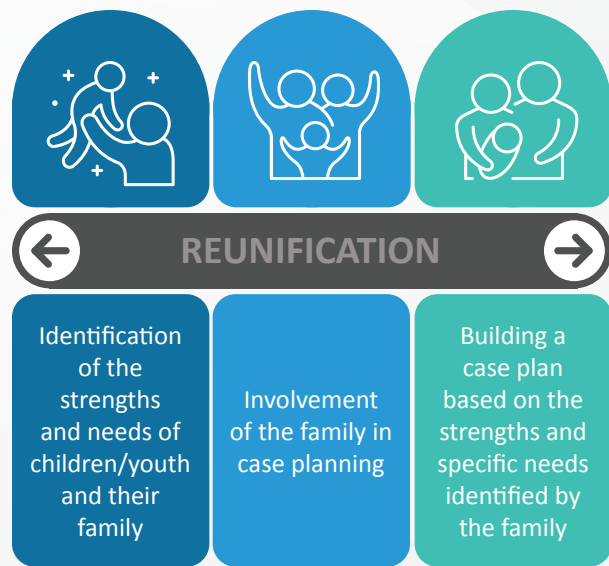 REUNIFICATION
Identification
of the
strengths
and needs of
children/youth
and their
family
Involvement
of the family in
case planning
Building a
case plan
based on the
strengths and
specific needs
identified by
the family